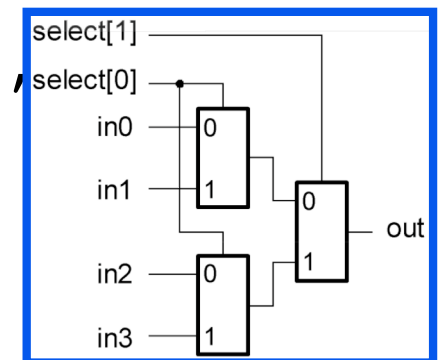 select[1]
, select[0]
in0
0
in1
1
0
out
1
in2
0
in3
1